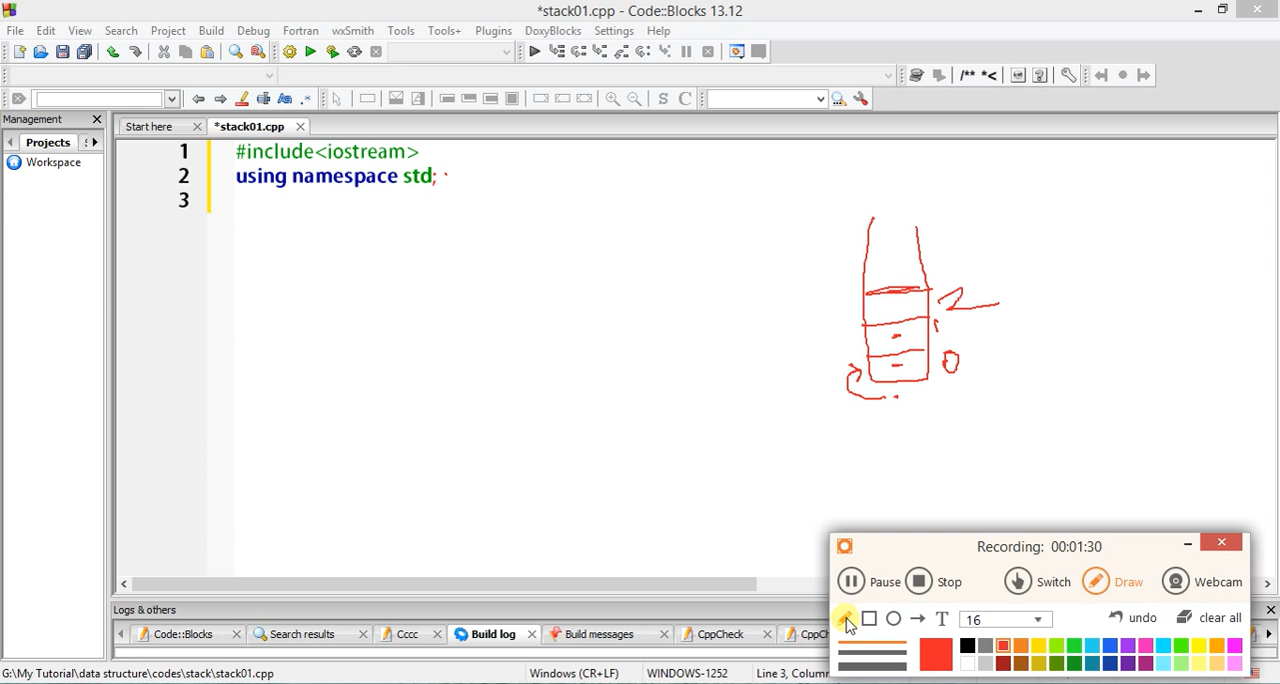 *stack01.cpp - Code::Blocks 13.12
File Edit View Search Project Build Debug Fortran wxSmith Tools Tools+ Plugins DoxyBlocks Settings Help
/** *<
Management
Start here *stack01.cpp
Projects
Workspace
1 #include<iostream>
2 using namespace std;
3
2
1
0
Recording: 00:01:30
Pause Stop Switch Draw Webcam
T 16 undo clear all
Logs & others
Code::Blocks Search results Cccc Build log Build messages CppCheck
G:\My Tutorial\data structure\codes\stack\stack01.cpp Windows (CR+LF) WINDOWS-1252 Line 3,